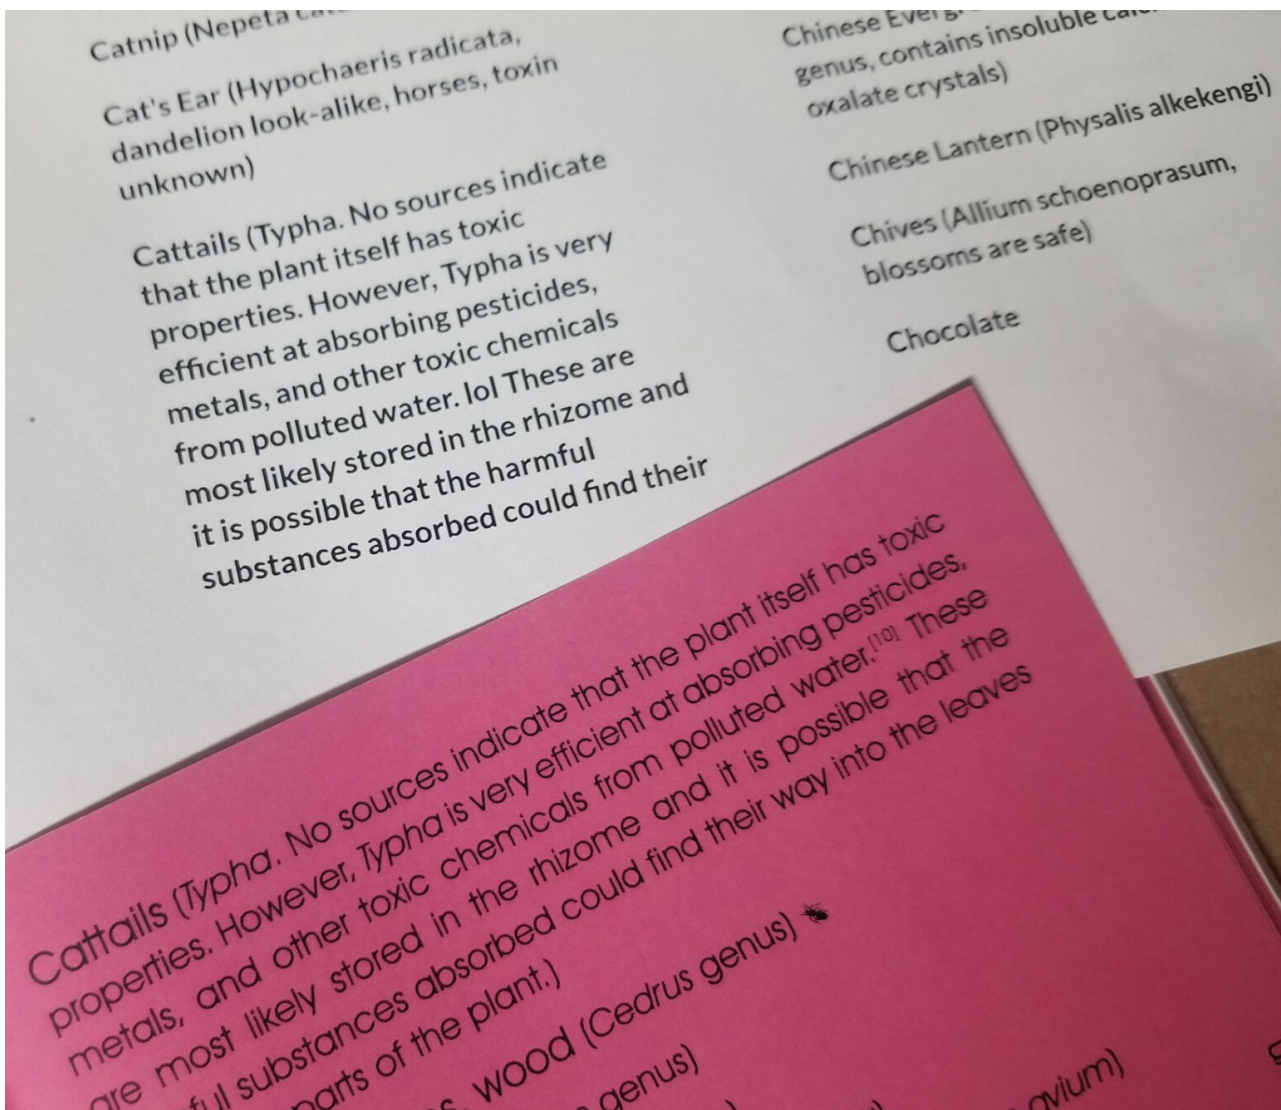 Catnip (Nepeta
Cat's Ear (Hypochaeris radicata,
dandelion look-alike, horses, toxin
unknown)
Cattails (Typha. No sources indicate
that the plant itself has toxic
properties. However, Typha is very
efficient at absorbing pesticides,
metals, and other toxic chemicals
from polluted water. lol These are
most likely stored in the rhizome and
it is possible that the harmful
substances absorbed could find their
Chinese
genus, contains insoluble
oxalate crystals)
Chinese Lantern (Physalis alkekengi)
Chives (Allium schoenoprasum,
blossoms are safe)
Chocolate
Cattails (Typha. No sources indicate that the plant itself has toxic
properties. However, Typha is very efficient at absorbing pesticides,
metals, and other toxic chemicals from polluted water.[10] These
are most likely stored in the rhizome and it is possible that the
substances absorbed could find their way into the leaves
parts of the plant.)
wood (Cedrus genus)
genus)
avium)